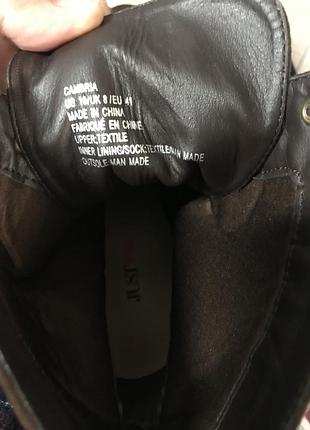 CAMBRIA
US 10/UK 8/EU 41
MADE IN CHINA
FABRIQUÉ EN CHINE
UPPER:TEXTILE
INNER LINING/SOCK:TEXTILE/MAN MADE
OUTSOLE-MAN MADE
JUST